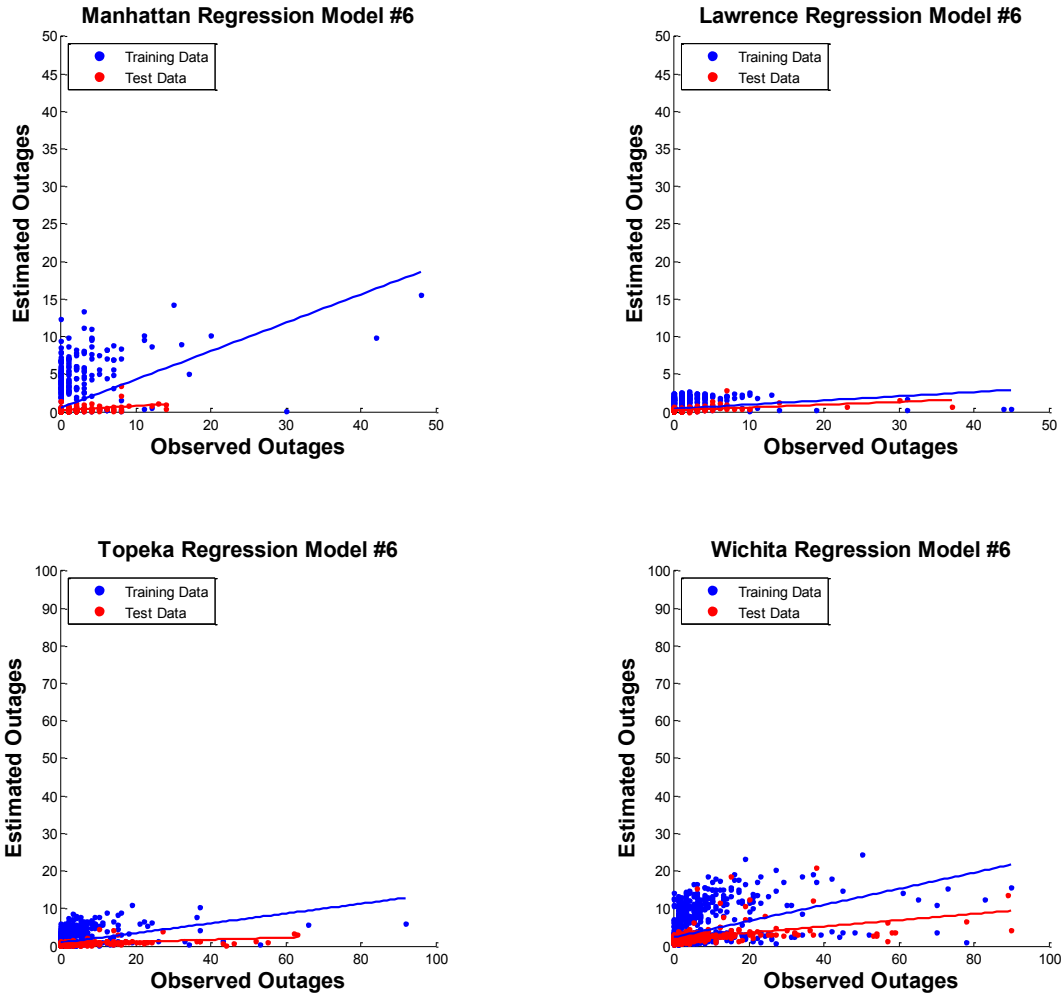 Manhattan Regression Model #6
50
45
40
35
30
25
20
15
10
5
0
Estimated Outages
Training Data
Test Data
0 10 20 30 40 50
Observed Outages
Lawrence Regression Model #6
50
45
40
35
30
25
20
15
10
5
0
Estimated Outages
Training Data
Test Data
0 10 20 30 40 50
Observed Outages
Topeka Regression Model #6
100
90
80
70
60
50
40
30
20
10
0
Estimated Outages
Training Data
Test Data
0 20 40 60 80 100
Observed Outages
Wichita Regression Model #6
100
90
80
70
60
50
40
30
20
10
0
Estimated Outages
Training Data
Test Data
0 20 40 60 80 100
Observed Outages